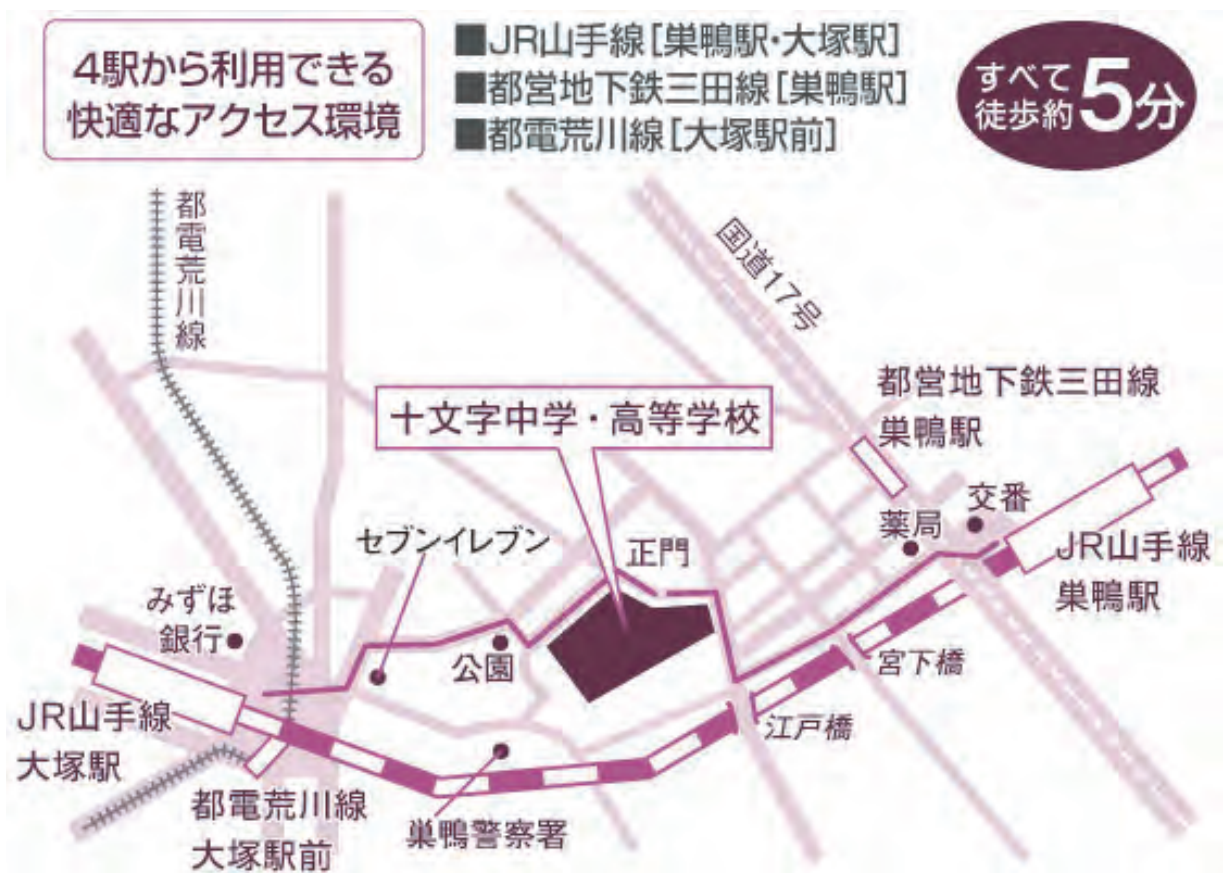 4駅から利用できる
快適なアクセス環境
■JR山手線[巣鴨駅・大塚駅]
■都営地下鉄三田線[巣鴨駅]
■都電荒川線[大塚駅前]
すべて
徒歩約5分
都電荒川線
国道17号
都営地下鉄三田線
巣鴨駅
十文字中学・高等学校
交番
薬局
JR山手線
巣鴨駅
セブンイレブン
正門
みずほ
銀行
公園
宮下橋
江戸橋
JR山手線
大塚駅
都電荒川線
大塚駅前
巣鴨警察署